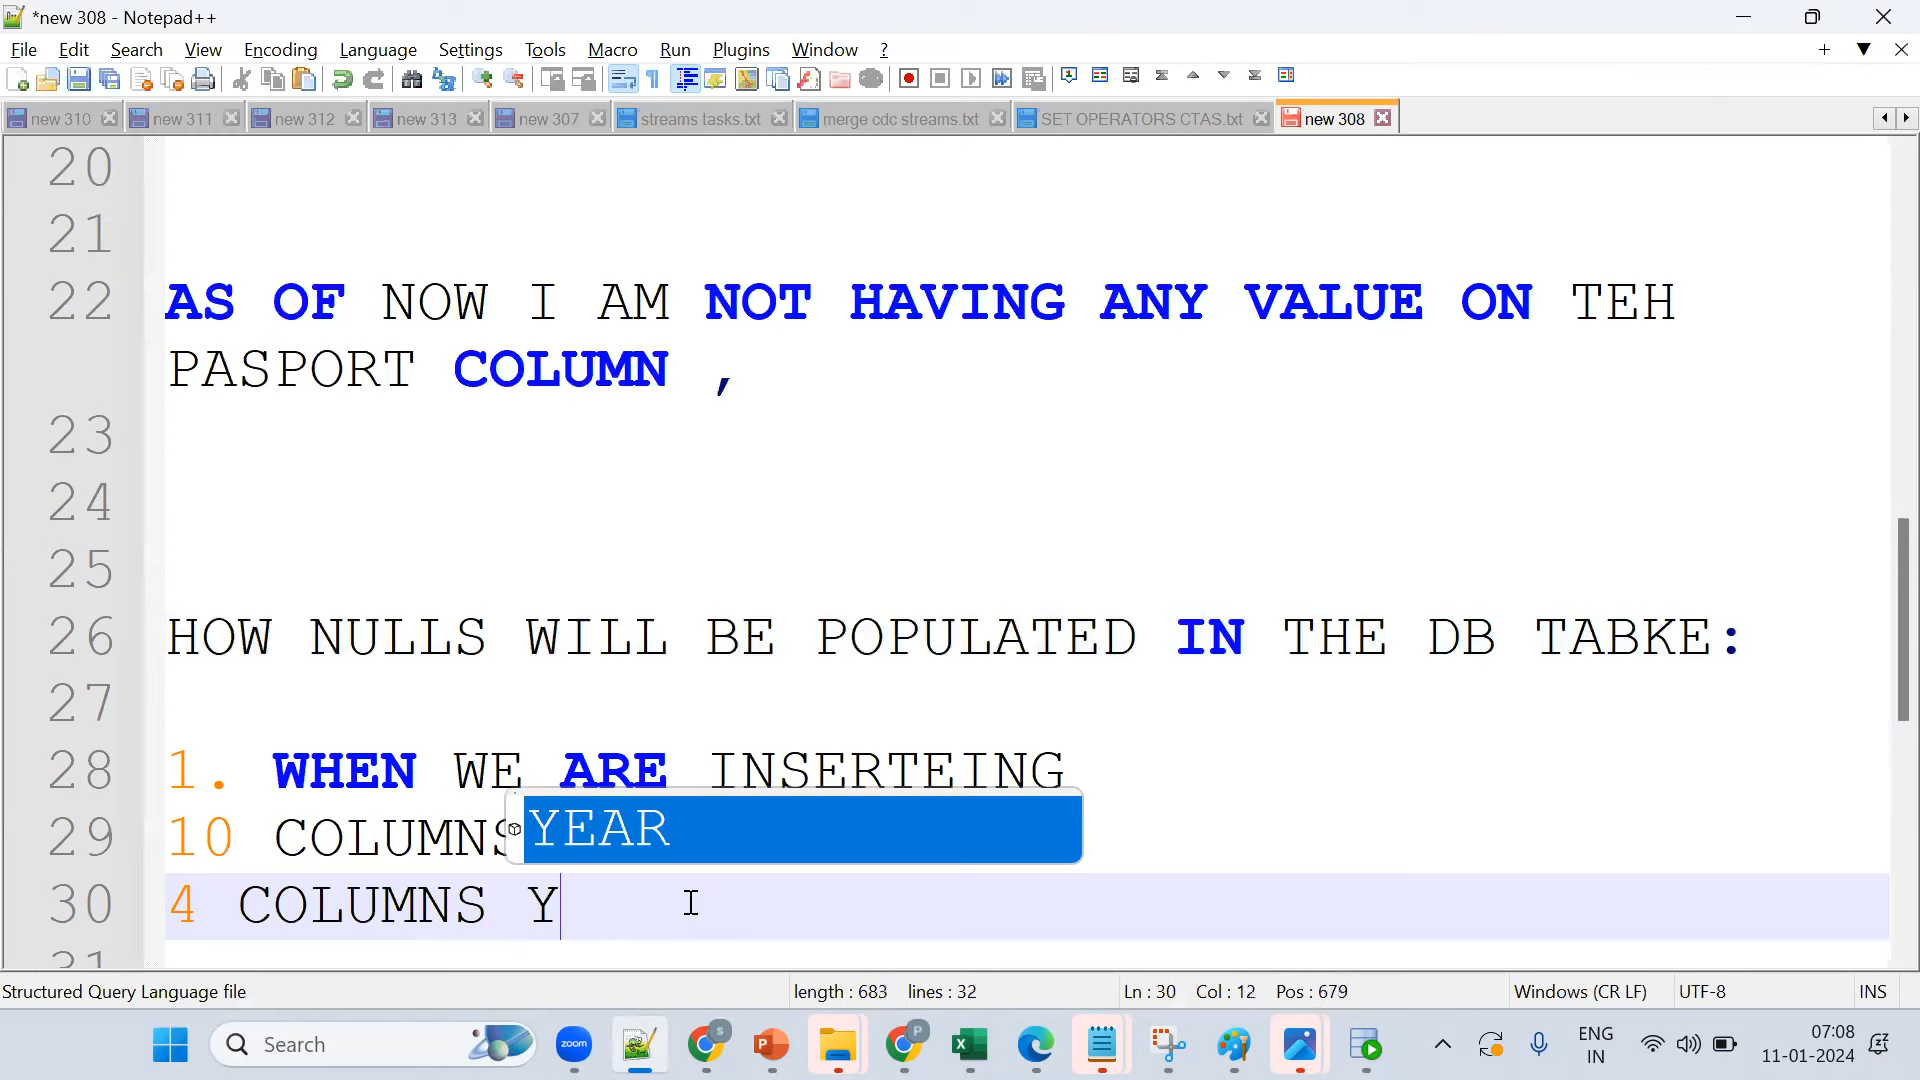 *new 308 - Notepad++
File Edit Search View Encoding Language Settings Tools Macro Run Plugins Window ?
new 310 new 311 new 312 new 313 new 307 streams tasks.txt merge cdc streams.txt SET OPERATORS CTAS.txt new 308
20
21
22 AS OF NOW I AM NOT HAVING ANY VALUE ON TEH
PASPORT COLUMN ,
23
24
25
26 HOW NULLS WILL BE POPULATED IN THE DB TABKE:
27
28 1. WHEN WE ARE INSERTEING
29 10 COLUMNS YEAR
30 4 COLUMNS Y
31
Structured Query Language file length : 683 lines : 32 Ln : 30 Col : 12 Pos : 679 Windows (CR LF) UTF-8 INS
Search zoom S P P X ENG 07:08
IN 11-01-2024